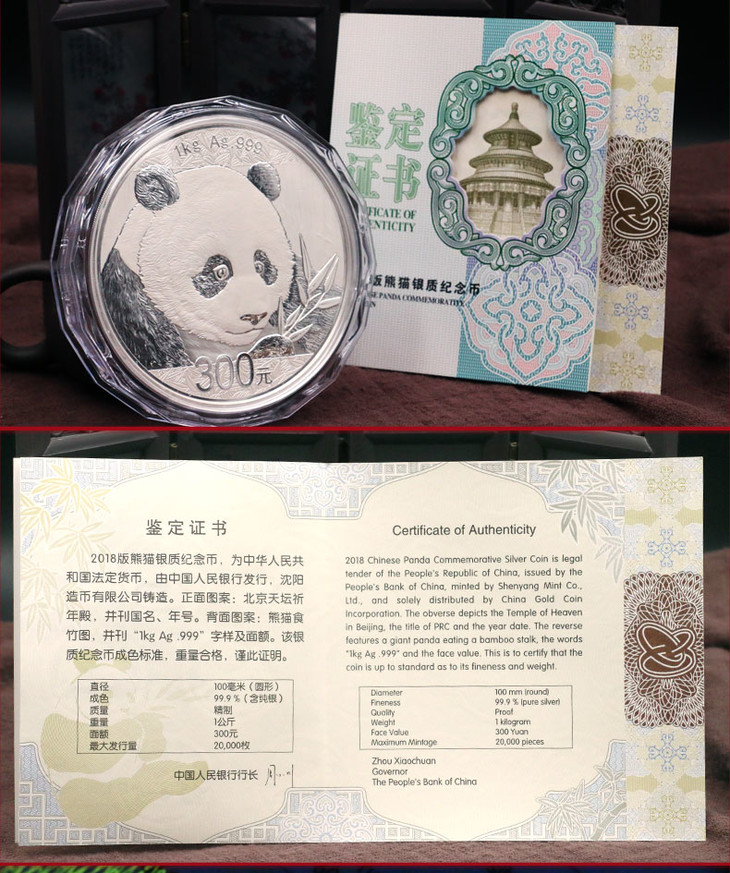 1kg Ag.999
300元
鉴定
证书
OF
版熊猫银质纪念币
PANDA COMMEMORATIVE
鉴定证书
2018版熊猫银质纪念币，为中华人民共
和国法定货币，由中国人民银行发行，沈阳
造币有限公司铸造。正面图案：北京天坛祈
年殿，并刊国名、年号。背面图案：熊猫食
竹图，并刊“1kg Ag .999”字样及面额。该银
质纪念币成色标准，重量合格，谨此证明。
直径 100毫米（圆形）
成色 99.9 %（含纯银）
质量 精制
重量 1公斤
面额 300元
最大发行量 20,000枚
中国人民银行行长
Certificate of Authenticity
2018 Chinese Panda Commemorative Silver Coin is legal
tender of the People's Republic of China, issued by the
People's Bank of China, minted by Shenyang Mint Co.,
Ltd., and solely distributed by China Gold Coin
Incorporation. The obverse depicts the Temple of Heaven
in Beijing, the title of PRC and the year date. The reverse
features a giant panda eating a bamboo stalk, the words
"1kg Ag .999" and the face value. This is to certify that the
coin is up to standard as to its fineness and weight.
Diameter 100 mm (round)
Fineness 99.9 % (pure silver)
Quality Proof
Weight 1 kilogram
Face Value 300 Yuan
Maximum Mintage 20,000 pieces
Zhou Xiaochuan
Governor
The People's Bank of China